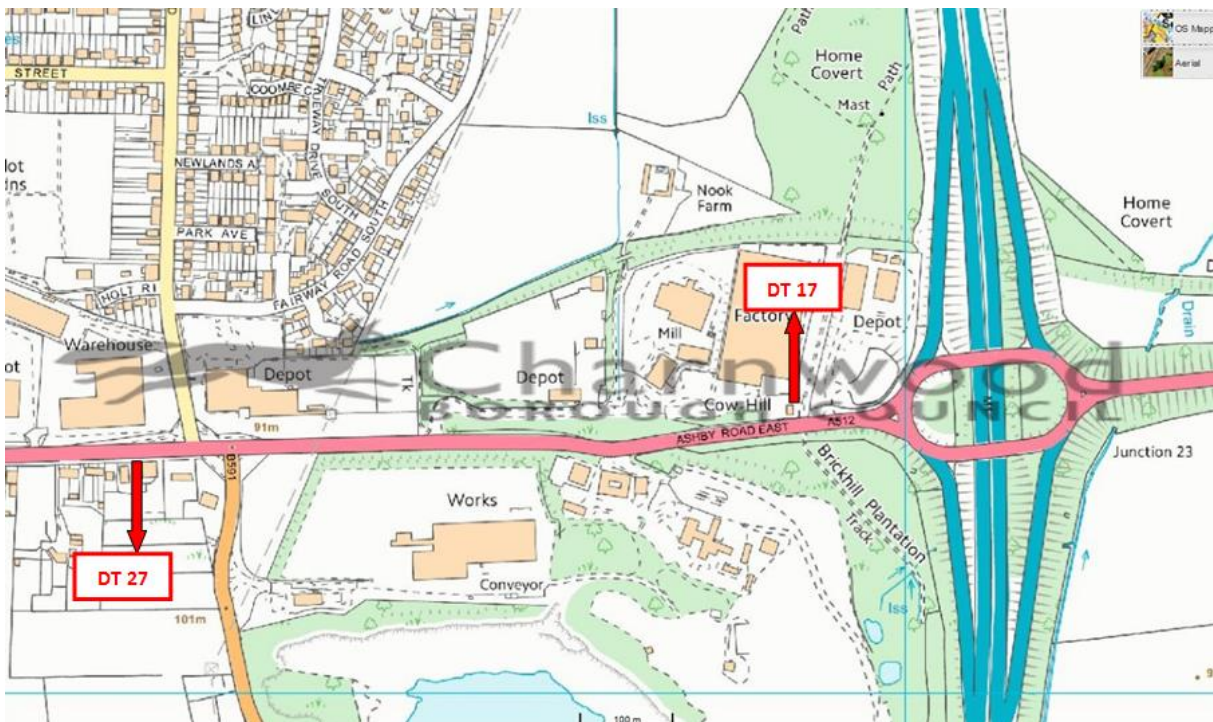 OS Mapp
Aerial
STREET
COOMBE
TRUEWAY DRIVE SOUTH
NEWLANDS A
PARK AVE
FAIRWAY ROAD SOUTH
HOLT RI
Path
Home
Covert
Mast
Path
Iss
Nook
Farm
Home
Covert
Drain
DT 17
Factory
Mill
Depot
Warehouse
Depot
TK
Depot
Charnwood
BOROUGH COUNCIL
Cow Hill
91m
ASHBY ROAD EAST
A512
Junction 23
Brickhill Plantation
Track
Works
Conveyor
DT 27
101m
Iss
100 m